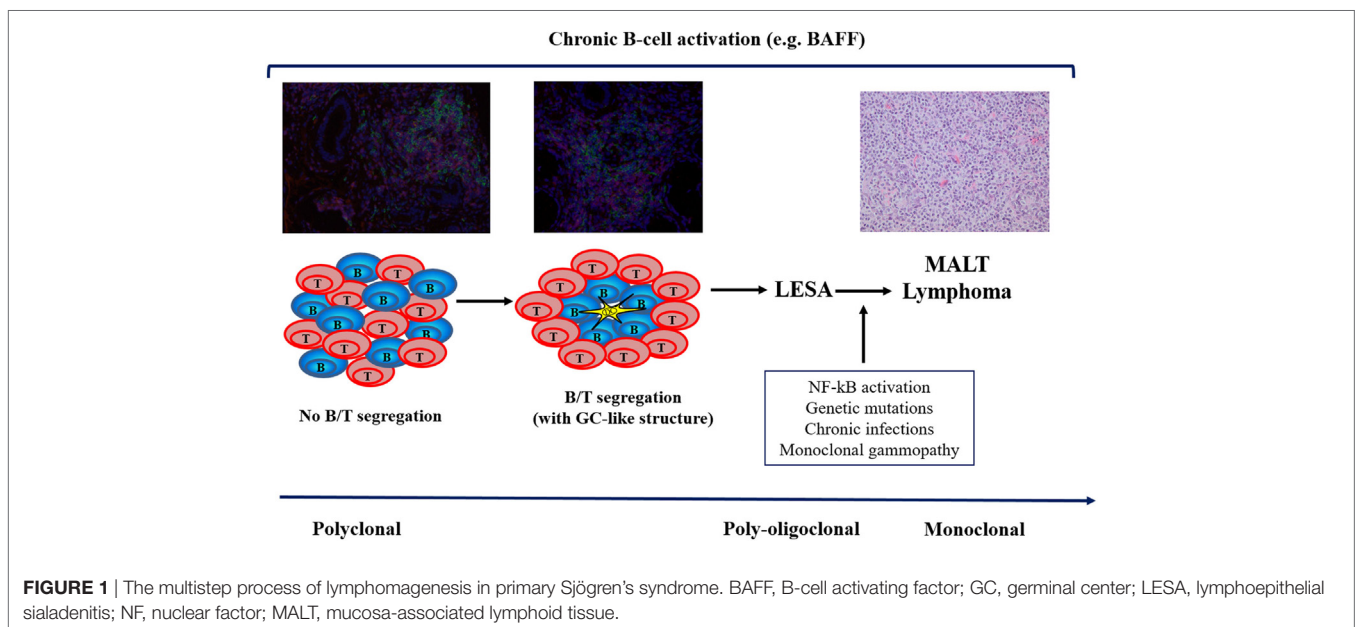 Chronic B-cell activation (e.g. BAFF)
T
B
T
B
B
T
B
T
B
T
B
T
T
B
T
B
T
T
T
T
T
T
B
B
B
T
T
B
B
T
T
T
T
LESA
MALT
Lymphoma
No B/T segregation
B/T segregation
(with GC-like structure)
NF-kB activation
Genetic mutations
Chronic infections
Monoclonal gammopathy
Polyclonal
Poly-oligoclonal
Monoclonal
FIGURE 1 | The multistep process of lymphomagenesis in primary Sjögren's syndrome. BAFF, B-cell activating factor; GC, germinal center; LESA, lymphoepithelial
sialadenitis; NF, nuclear factor; MALT, mucosa-associated lymphoid tissue.